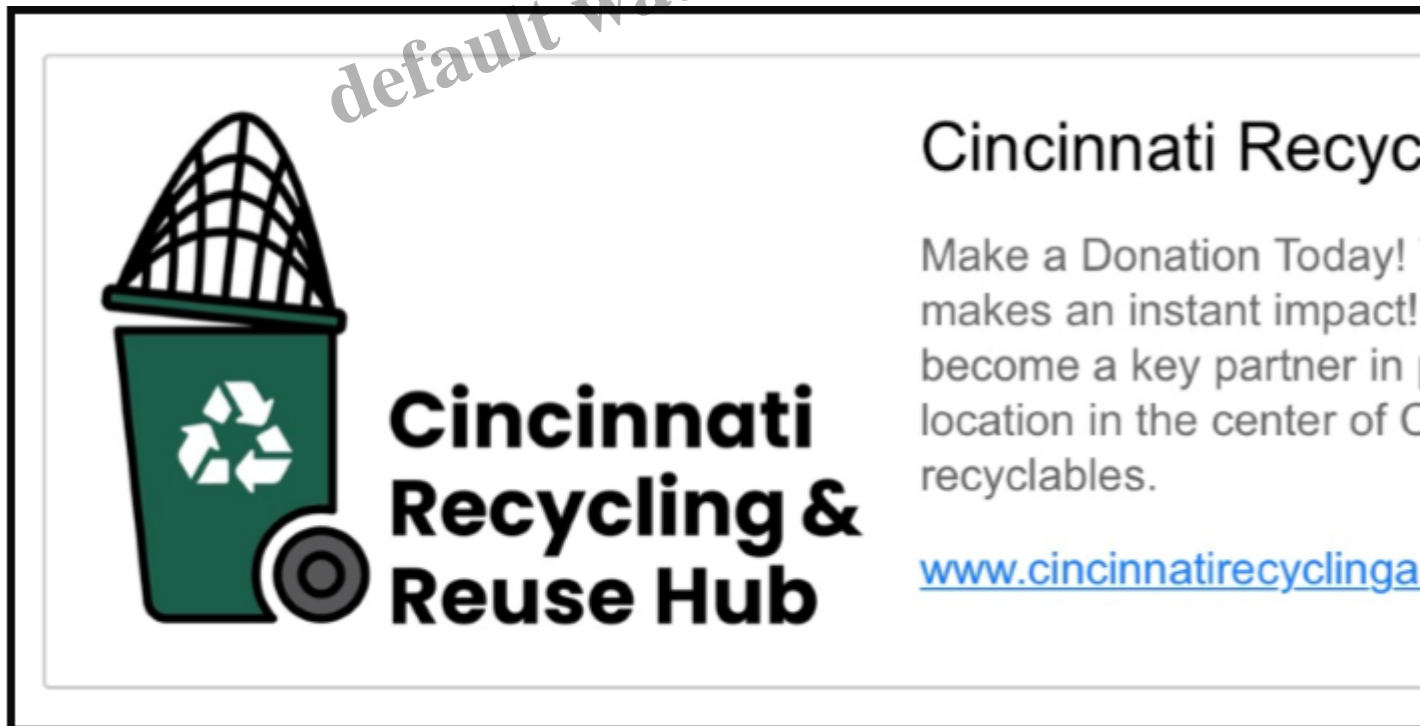 default
Cincinnati
Recycling &
Reuse Hub
Cincinnati
Make a Donation Today!
makes an instant impact!
become a key partner in
location in the center of
recyclables.
www.cincinnatirecyclinga